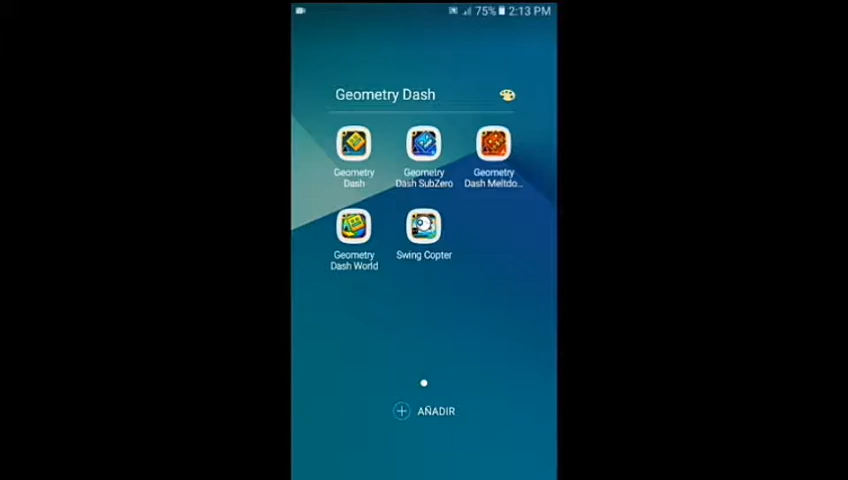 75% 2:13 PM
Geometry Dash
Geometry
Dash
Geometry
Dash SubZero
Geometry
Dash Meltdo...
Geometry
Dash World
Swing Copter
AÑADIR